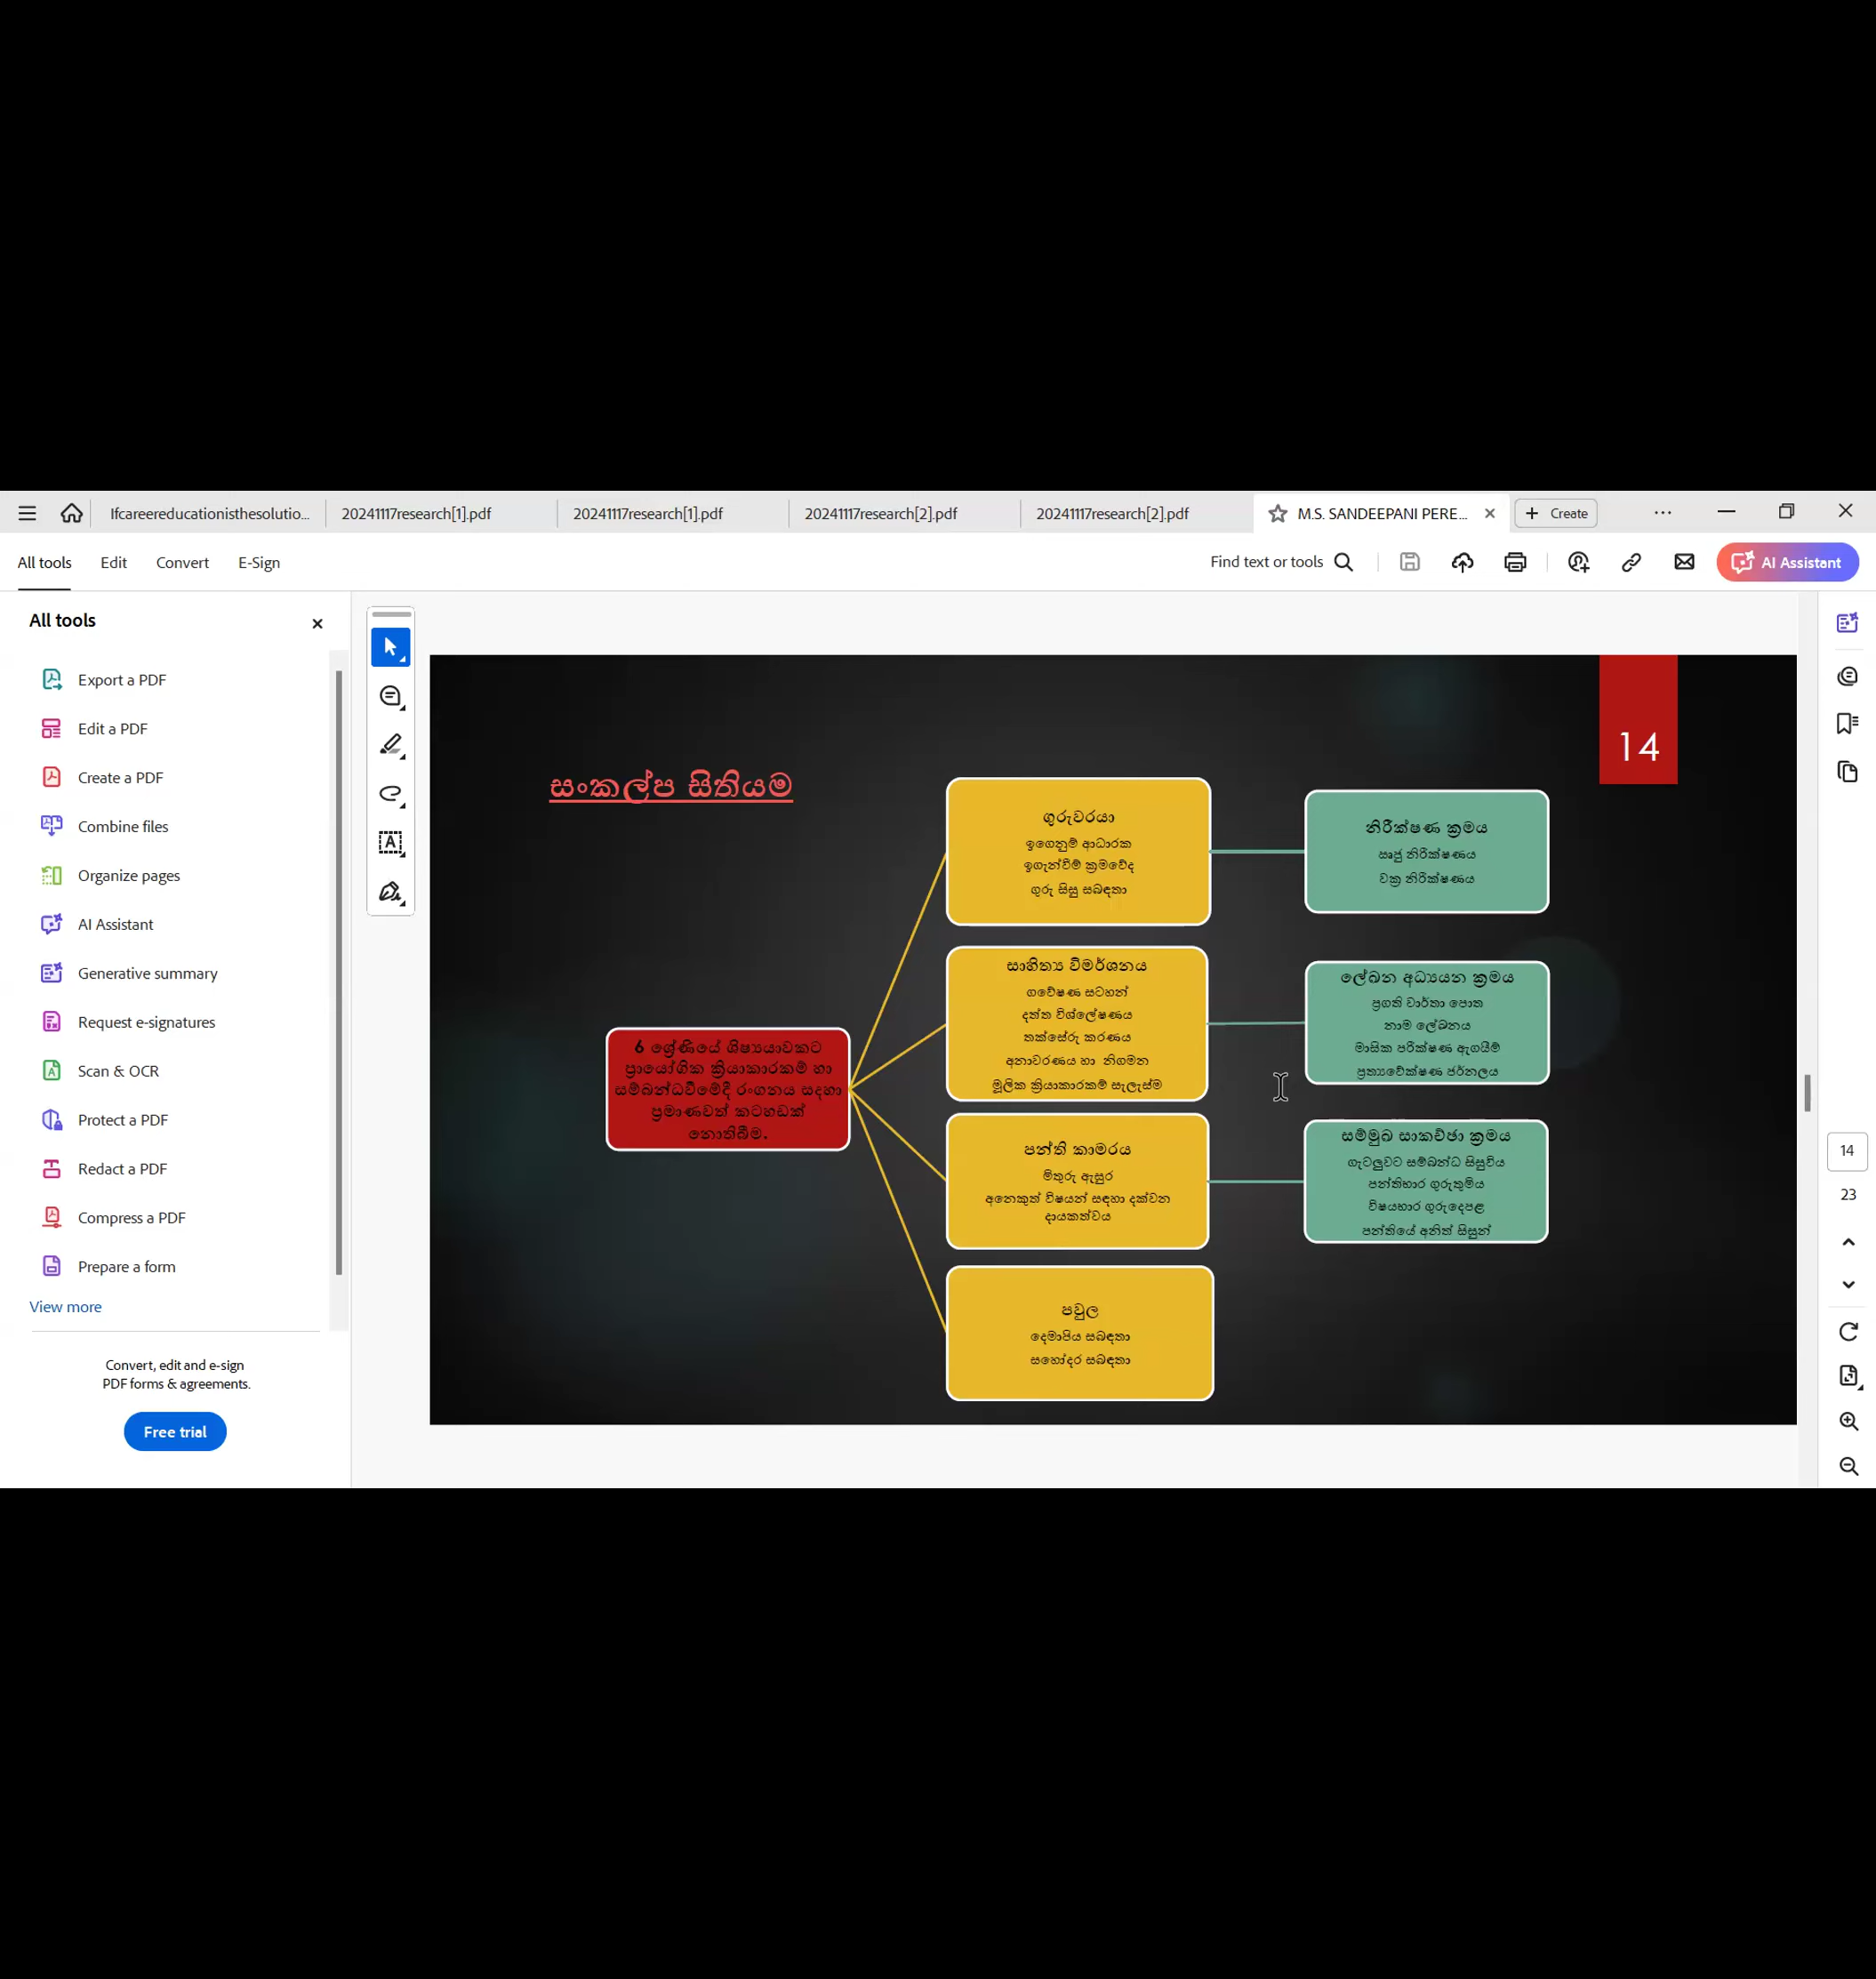 Ifcareereducationisthesolutio...
20241117research[1].pdf
20241117research[1].pdf
20241117research[2].pdf
20241117research[2].pdf
M.S. SANDEEPANI PERE...
Create
All tools
Edit
Convert
E-Sign
Find text or tools
AI Assistant
All tools
Export a PDF
Edit a PDF
Create a PDF
Combine files
Organize pages
AI Assistant
Generative summary
Request e-signatures
Scan & OCR
Protect a PDF
Redact a PDF
Compress a PDF
Prepare a form
View more
Convert, edit and e-sign
PDF forms & agreements.
Free trial
14
සංකල්ප සිතියම
6 ශ්‍රේණියේ ශිෂ්‍යයාවකට
ප්‍රායෝගික ක්‍රියාකාරකම් හා
සම්බන්ධවීමේදී රංගනය සදහා
ප්‍රමාණවත් කටහඩක්
නොතිබීම.
ගුරුවරයා
ඉගෙනුම් ආධාරක
ඉගැන්වීම් ක්‍රමවේද
ගුරු සිසු සබඳතා
සාහිත්‍ය විමර්ශනය
ගවේෂණ සටහන්
දත්ත විශ්ලේෂණය
තක්සේරු කරණය
අනාවරණය හා නිගමන
මූලික ක්‍රියාකාරකම් සැලැස්ම
පන්ති කාමරය
මිතුරු ඇසුර
අනෙකුත් විෂයන් සඳහා දක්වන
දායකත්වය
පවුල
දෙමාපිය සබඳතා
සහෝදර සබඳතා
නිරීක්ෂණ ක්‍රමය
සෘජු නිරීක්ෂණය
වක්‍ර නිරීක්ෂණය
ලේඛන අධ්‍යයන ක්‍රමය
ප්‍රගති වාර්තා පොත
නාම ලේඛනය
මාසික පරීක්ෂණ ඇගයීම්
ප්‍රත්‍යවේක්ෂණ ජර්නලය
සම්මුඛ සාකච්ඡා ක්‍රමය
ගැටලුවට සම්බන්ධ සිසුවිය
පන්තිභාර ගුරුතුමිය
විෂයභාර ගුරුදෙපළ
පන්තියේ අනිත් සිසුන්
14
23